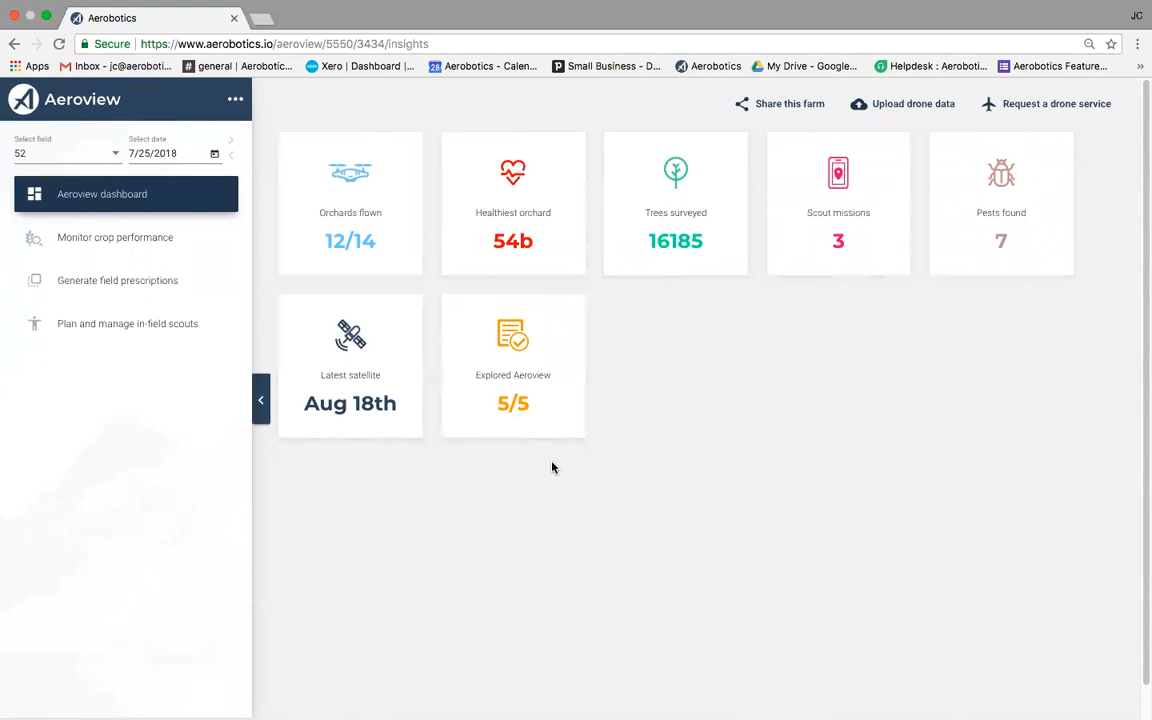 Aerobotics
JC
Secure
https://www.aerobotics.io/aeroview/5550/3434/insights
Apps
Inbox - jc@aeroboti...
general | Aerobotic...
Xero | Dashboard |...
Aerobotics - Calen...
Small Business - D...
Aerobotics
My Drive - Google...
Helpdesk : Aeroboti...
Aerobotics Feature...
Aeroview
Select field
52
Select date
7/25/2018
Aeroview dashboard
Monitor crop performance
Generate field prescriptions
Plan and manage in-field scouts
Share this farm
Upload drone data
Request a drone service
Orchards flown
12/14
Healthiest orchard
54b
Trees surveyed
16185
Scout missions
3
Pests found
7
Latest satellite
Aug 18th
Explored Aeroview
5/5